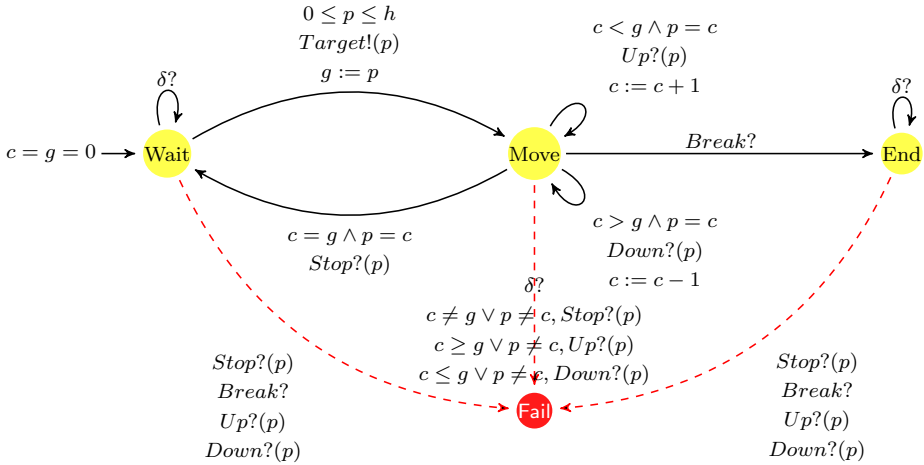 0 ≤ p ≤ h
Target!(p)
g := p
c < g ∧ p = c
Up?(p)
c := c + 1
δ?
δ?
c = g = 0
Wait
Move
Break?
End
c = g ∧ p = c
Stop?(p)
c > g ∧ p = c
Down?(p)
c := c − 1
δ?
c ≠ g ∨ p ≠ c, Stop?(p)
c ≥ g ∨ p ≠ c, Up?(p)
c ≤ g ∨ p ≠ c, Down?(p)
Stop?(p)
Break?
Up?(p)
Down?(p)
Fail
Stop?(p)
Break?
Up?(p)
Down?(p)